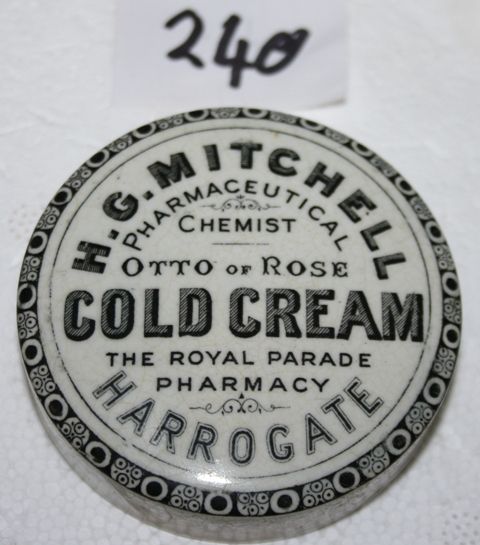 240
H.G. MITCHELL
PHARMACEUTICAL
CHEMIST
OTTO OF ROSE
COLD CREAM
THE ROYAL PARADE
PHARMACY
HARROGATE